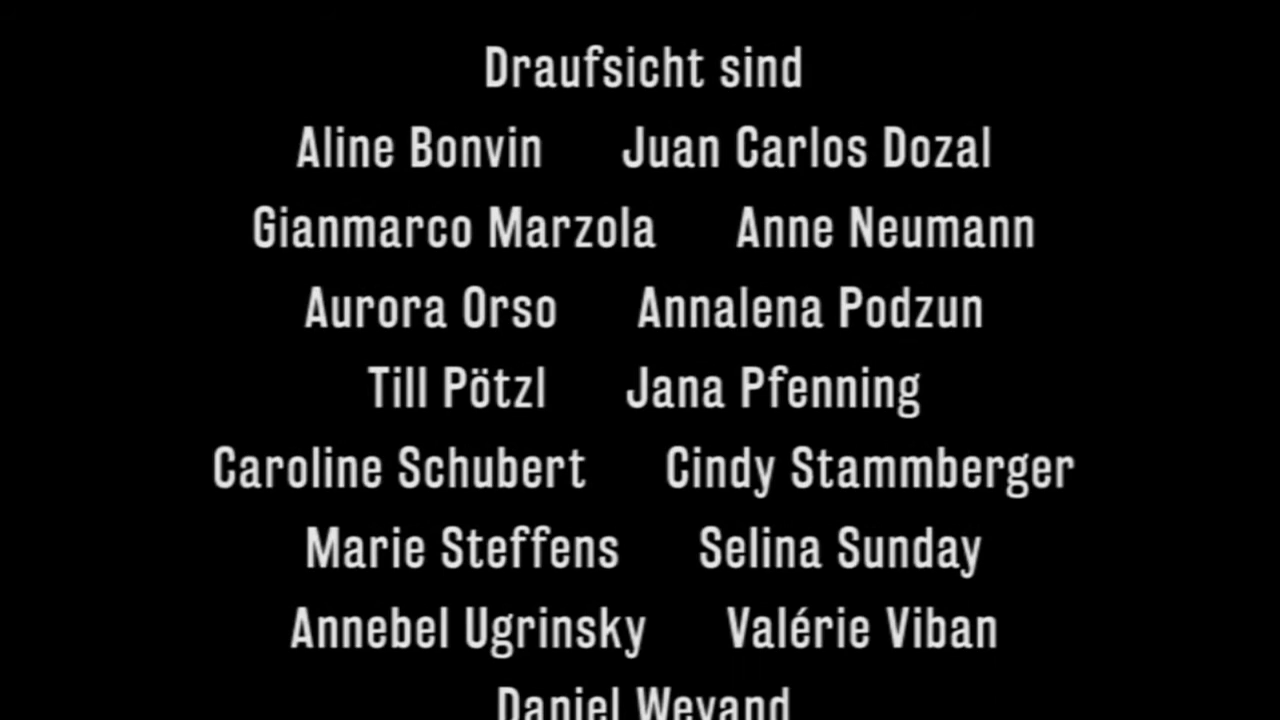 Draufsicht sind
Aline Bonvin Juan Carlos Dozal
Gianmarco Marzola Anne Neumann
Aurora Orso Annalena Podzun
Till Pötzl Jana Pfenning
Caroline Schubert Cindy Stammberger
Marie Steffens Selina Sunday
Annebel Ugrinsky Valérie Viban
Daniel Weyand